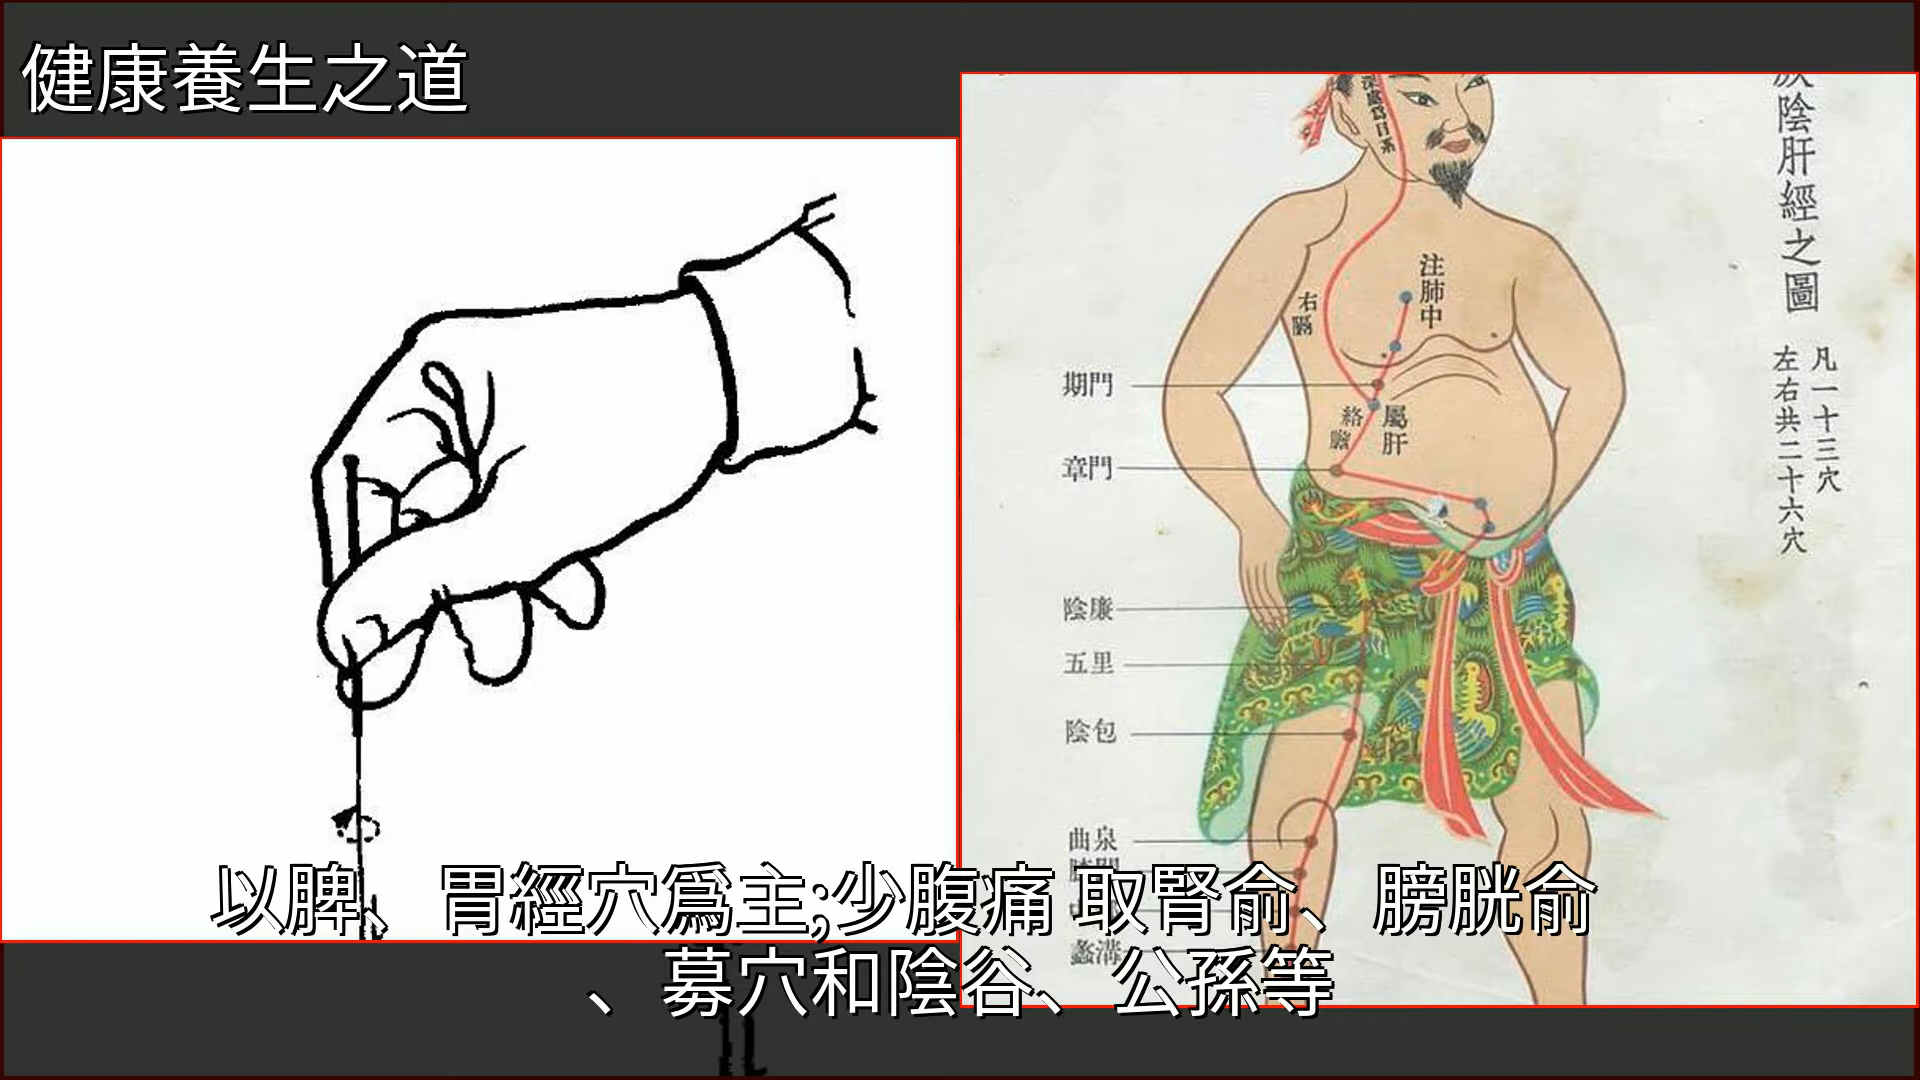 健康養生之道
陰肝經之圖
凡一十三穴
左右共二十六穴
注肺中
右膈
期門
絡膽
屬肝
章門
陰廉
五里
陰包
曲泉
蠡溝
以脾、胃經穴爲主;少腹痛 取腎俞、膀胱俞
、募穴和陰谷、公孫等